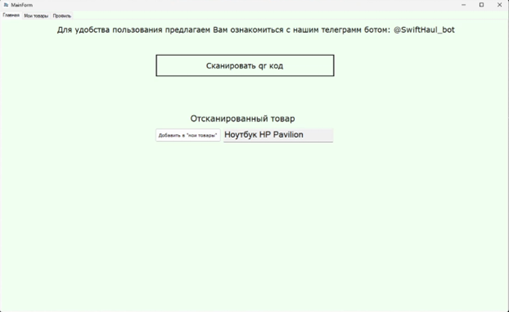 MainForm
Главная Мои товары Профиль
Для удобства пользования предлагаем Вам ознакомиться с нашим телеграмм ботом: @SwiftHaul_bot
Сканировать qr код
Отсканированный товар
Добавить в "мои товары" Ноутбук HP Pavilion